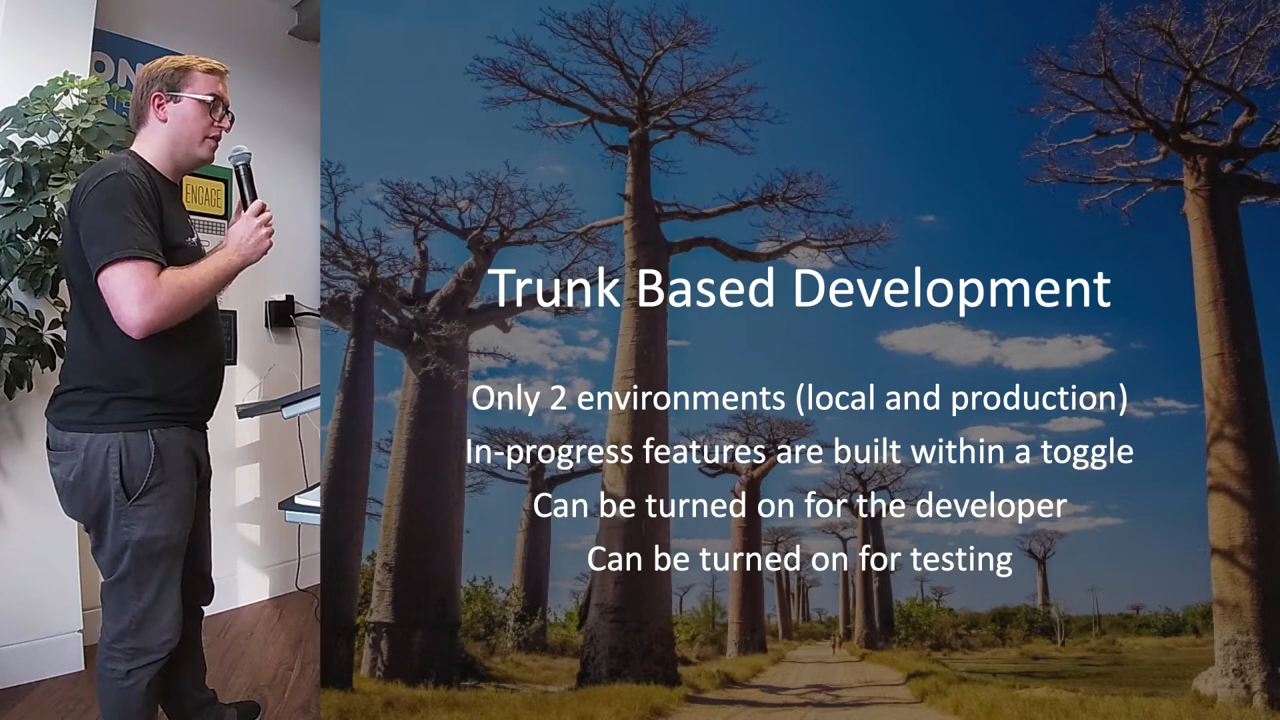 ON
ENGAGE
Trunk Based Development
Only 2 environments (local and production)
In-progress features are built within a toggle
Can be turned on for the developer
Can be turned on for testing